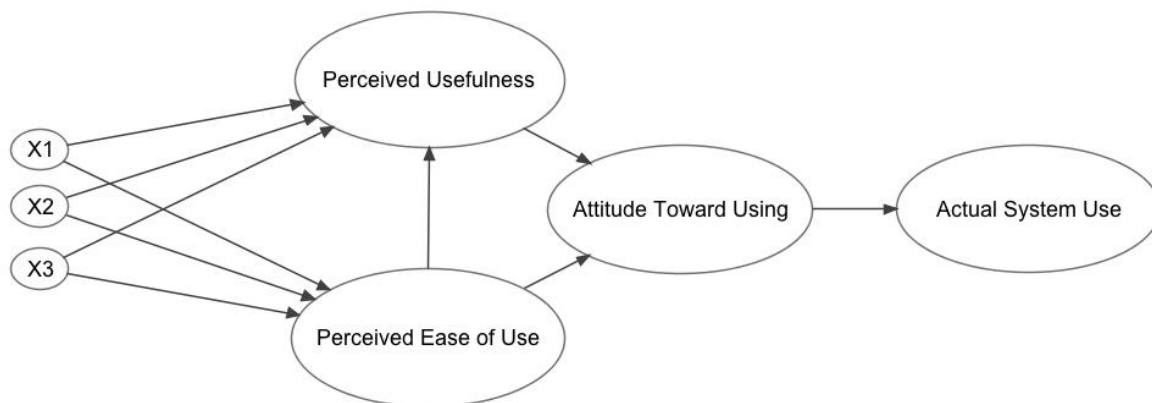 Perceived Usefulness
X1
X2
X3
Attitude Toward Using
Actual System Use
Perceived Ease of Use